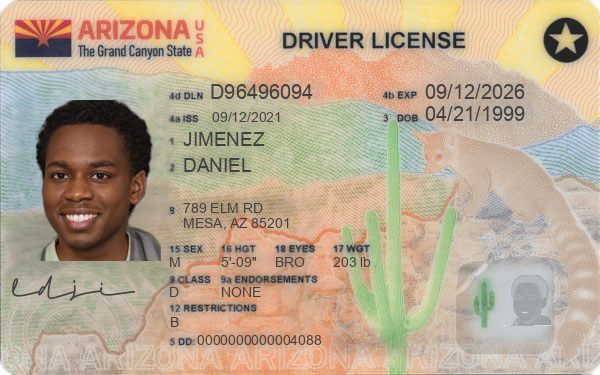 ARIZONA USA
The Grand Canyon State
DRIVER LICENSE
4d DLN D96496094
4b EXP 09/12/2026
4a ISS 09/12/2021
3 DOB 04/21/1999
1 JIMENEZ
2 DANIEL
8 789 ELM RD
MESA, AZ 85201
15 SEX 16 HGT 18 EYES 17 WGT
M 5'-09" BRO 203 lb
9 CLASS 9a ENDORSEMENTS
D NONE
12 RESTRICTIONS
B
5 DD: 0000000000004088
ARIZONA ARIZONA ARIZONA ARIZONA